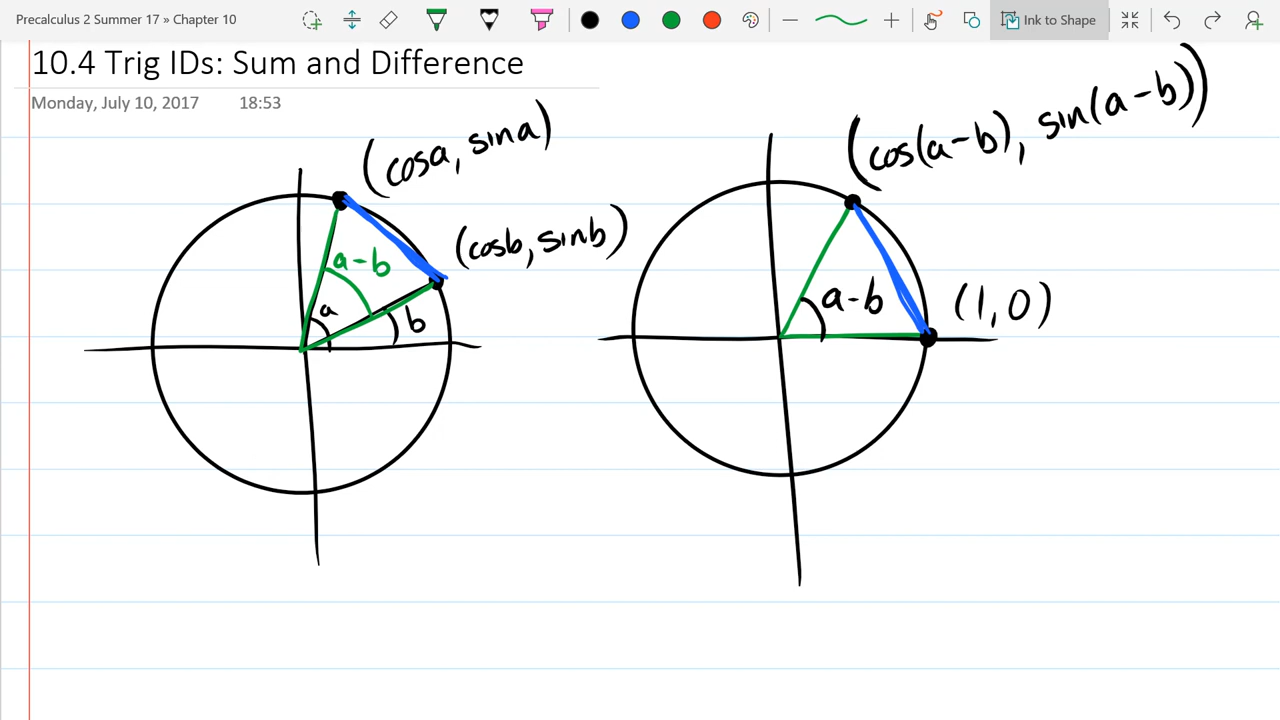 Precalculus 2 Summer 17 » Chapter 10
Ink to Shape
10.4 Trig IDs: Sum and Difference
Monday, July 10, 2017 18:53
(cosa, sina)
(cosb, sinb)
a-b
a
b
(cos(a-b), sin(a-b))
a-b
(1,0)